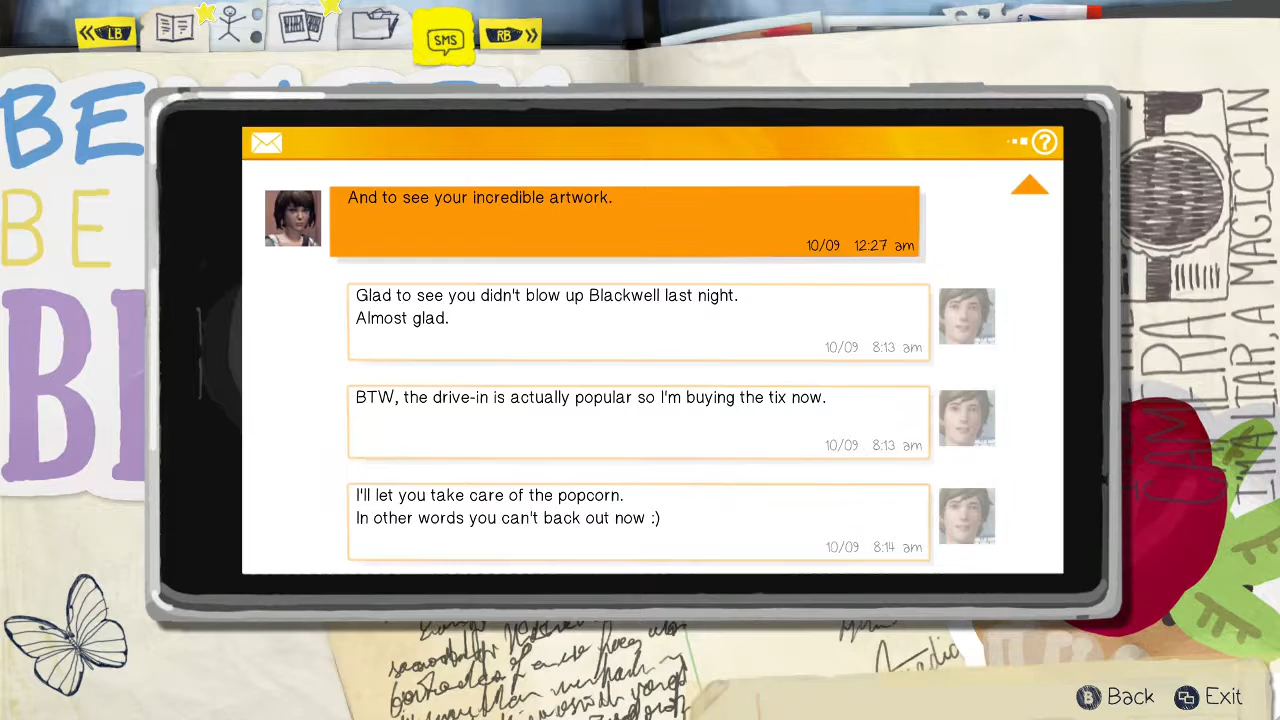 LB
SMS
RB
And to see your incredible artwork.
10/09 12:27 am
Glad to see you didn't blow up Blackwell last night.
Almost glad.
10/09 8:13 am
BTW, the drive-in is actually popular so I'm buying the tix now.
10/09 8:13 am
I'll let you take care of the popcorn.
In other words you can't back out now :)
10/09 8:14 am
BE
BE
A MAGICIAN
B Back
Exit